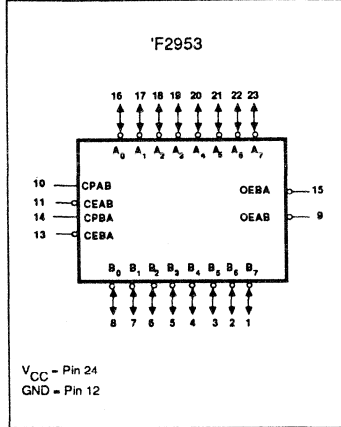 'F2953
16 17 18 19 20 21 22 23
A0 A1 A2 A3 A4 A5 A6 A7
10 CPAB
11 CEAB
14 CPBA
13 CEBA
OEBA 15
OEAB 9
B0 B1 B2 B3 B4 B5 B6 B7
8 7 6 5 4 3 2 1
VCC = Pin 24
GND = Pin 12